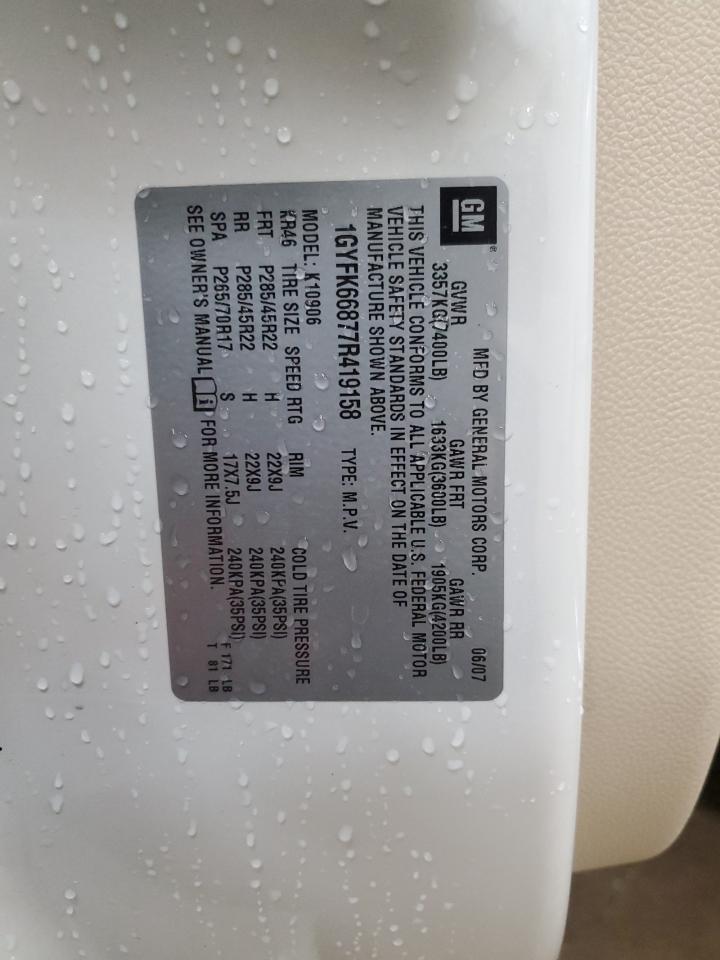 GM® MFD BY GENERAL MOTORS CORP. 06/07
GVWR GAWR FRT GAWR RR
3357KG(7400LB) 1633KG(3600LB) 1905KG(4200LB)
THIS VEHICLE CONFORMS TO ALL APPLICABLE U.S. FEDERAL MOTOR
VEHICLE SAFETY STANDARDS IN EFFECT ON THE DATE OF
MANUFACTURE SHOWN ABOVE.
1GYFK66877R419158 TYPE: M.P.V.
MODEL: K10906
KR46 TIRE SIZE SPEED RTG RIM COLD TIRE PRESSURE
FRT P285/45R22 H 22X9J 240KPA(35PSI)
RR P285/45R22 H 22X9J 240KPA(35PSI)
SPA P265/70R17 S 17X7.5J 240KPA(35PSI) F 171 LB
SEE OWNER'S MANUAL i FOR MORE INFORMATION. T 81 LB